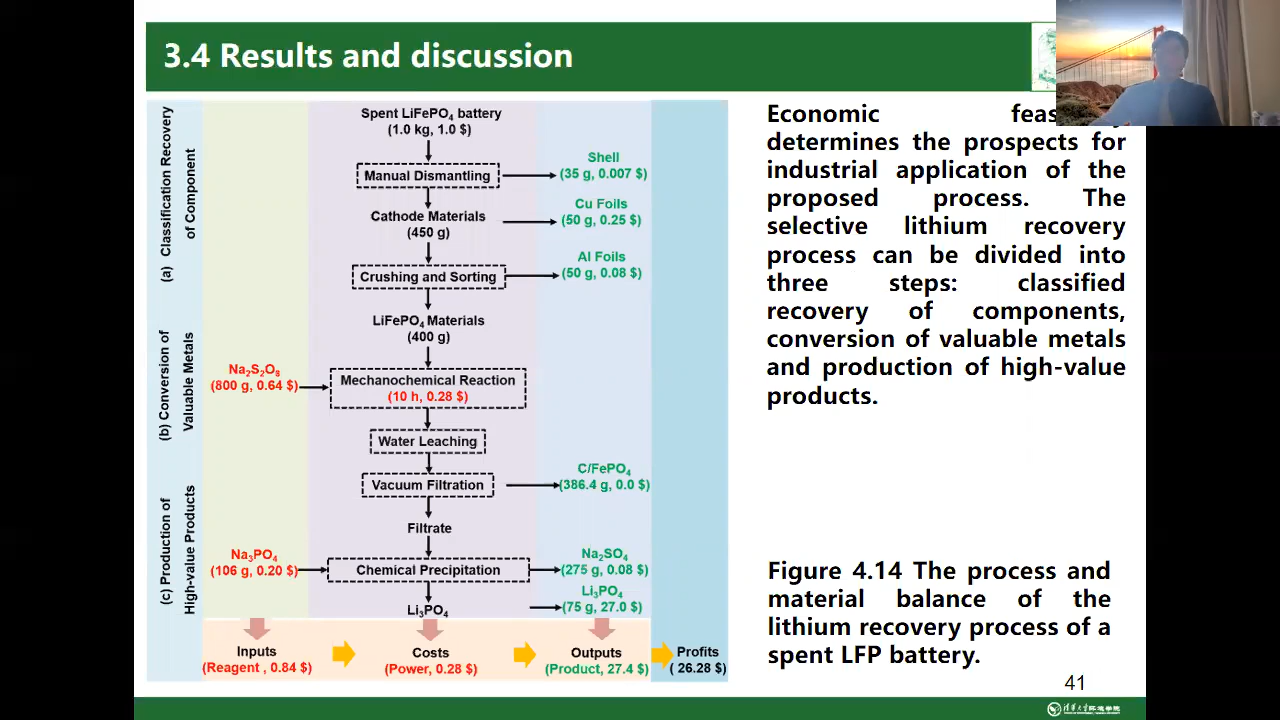 3.4 Results and discussion
(a) Classification Recovery
of Component
(b) Conversion of
Valuable Metals
(c) Production of
High-value Products
Spent LiFePO₄ battery
(1.0 kg, 1.0 $)
Manual Dismantling
Shell
(35 g, 0.007 $)
Cathode Materials
(450 g)
Cu Foils
(50 g, 0.25 $)
Crushing and Sorting
Al Foils
(50 g, 0.08 $)
LiFePO₄ Materials
(400 g)
Na₂S₂O₈
(800 g, 0.64 $)
Mechanochemical Reaction
(10 h, 0.28 $)
Water Leaching
Vacuum Filtration
C/FePO₄
(386.4 g, 0.0 $)
Filtrate
Na₃PO₄
(106 g, 0.20 $)
Chemical Precipitation
Na₂SO₄
(275 g, 0.08 $)
Li₃PO₄
Li₃PO₄
(75 g, 27.0 $)
Inputs
(Reagent , 0.84 $)
Costs
(Power, 0.28 $)
Outputs
(Product, 27.4 $)
Profits
( 26.28 $)
Economic
determines the prospects for
industrial application of the
proposed process. The
selective lithium recovery
process can be divided into
three steps: classified
recovery of components,
conversion of valuable metals
and production of high-value
products.
Figure 4.14 The process and
material balance of the
lithium recovery process of a
spent LFP battery.
41
清华大学环境学院